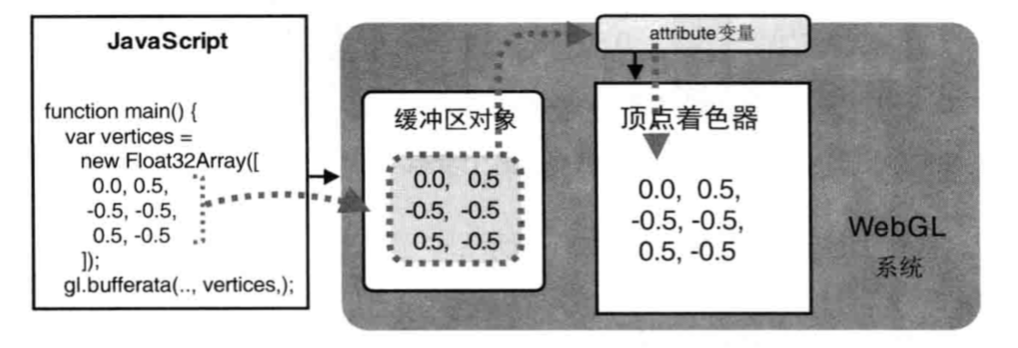 JavaScript
function main() {
var vertices =
new Float32Array([
0.0, 0.5,
-0.5, -0.5,
0.5, -0.5
]);
gl.bufferata(.., vertices,);
缓冲区对象
0.0, 0.5
-0.5, -0.5
0.5, -0.5
attribute变量
顶点着色器
0.0, 0.5,
-0.5, -0.5,
0.5, -0.5
WebGL
系统